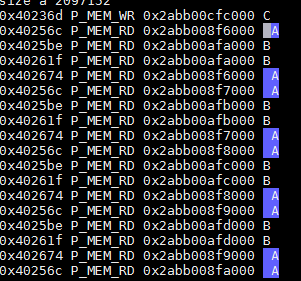 size a 2097152
0x40236d P_MEM_WR 0x2abb00cfc000 C
0x40256c P_MEM_RD 0x2abb008f6000 A
0x4025be P_MEM_RD 0x2abb00afa000 B
0x40261f P_MEM_RD 0x2abb00afa000 B
0x402674 P_MEM_RD 0x2abb008f6000 A
0x40256c P_MEM_RD 0x2abb008f7000 A
0x4025be P_MEM_RD 0x2abb00afb000 B
0x40261f P_MEM_RD 0x2abb00afb000 B
0x402674 P_MEM_RD 0x2abb008f7000 A
0x40256c P_MEM_RD 0x2abb008f8000 A
0x4025be P_MEM_RD 0x2abb00afc000 B
0x40261f P_MEM_RD 0x2abb00afc000 B
0x402674 P_MEM_RD 0x2abb008f8000 A
0x40256c P_MEM_RD 0x2abb008f9000 A
0x4025be P_MEM_RD 0x2abb00afd000 B
0x40261f P_MEM_RD 0x2abb00afd000 B
0x402674 P_MEM_RD 0x2abb008f9000 A
0x40256c P_MEM_RD 0x2abb008fa000 A